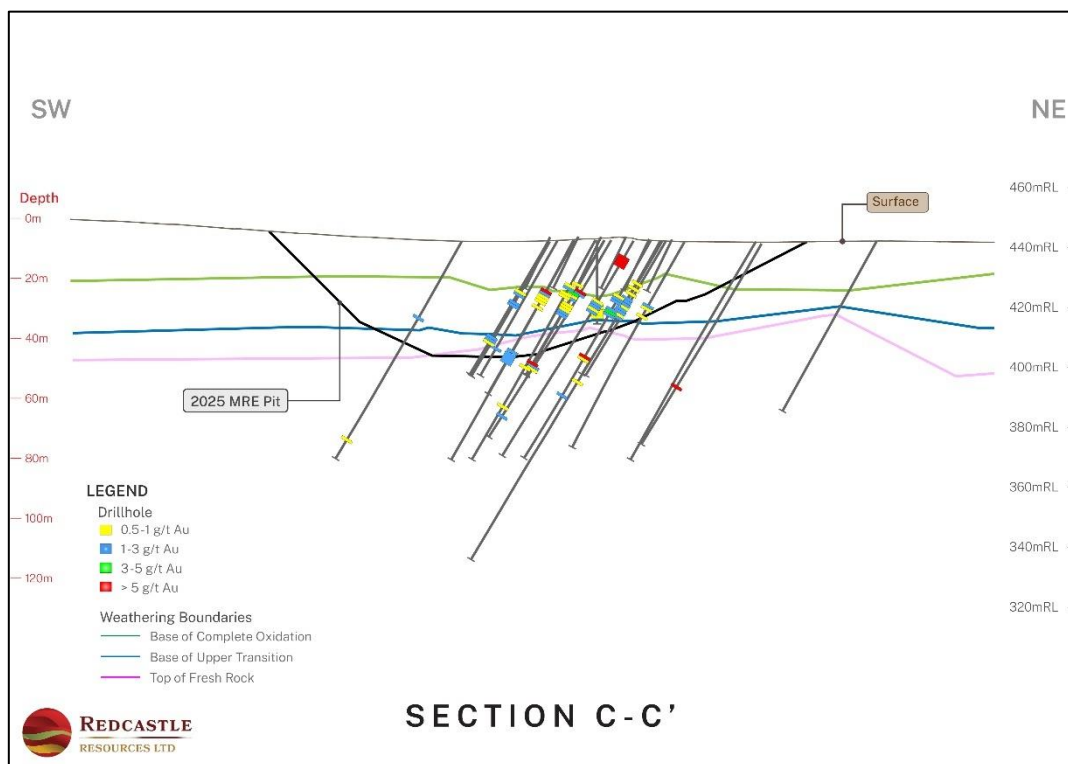 SW
NE
Depth
0m
20m
40m
60m
80m
100m
120m
460mRL
440mRL
420mRL
400mRL
380mRL
360mRL
340mRL
320mRL
Surface
2025 MRE Pit
LEGEND
Drillhole
0.5-1 g/t Au
1-3 g/t Au
3-5 g/t Au
> 5 g/t Au
Weathering Boundaries
Base of Complete Oxidation
Base of Upper Transition
Top of Fresh Rock
REDCASTLE
RESOURCES LTD
SECTION C-C'